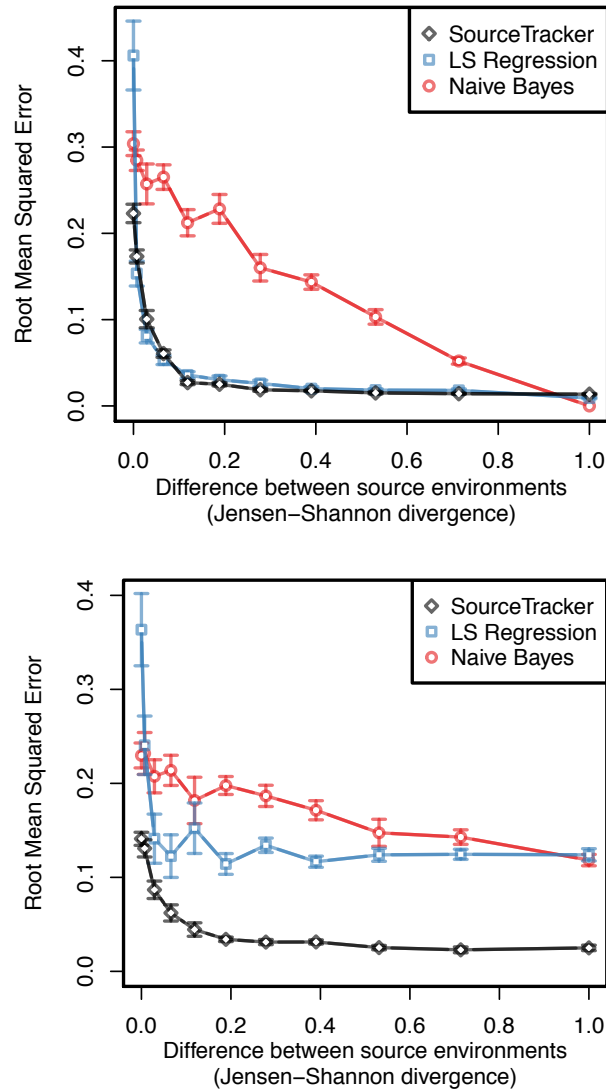 SourceTracker
LS Regression
Naive Bayes
Root Mean Squared Error
0.4
0.3
0.2
0.1
0.0
0.0 0.2 0.4 0.6 0.8 1.0
Difference between source environments
(Jensen−Shannon divergence)
SourceTracker
LS Regression
Naive Bayes
Root Mean Squared Error
0.4
0.3
0.2
0.1
0.0
0.0 0.2 0.4 0.6 0.8 1.0
Difference between source environments
(Jensen−Shannon divergence)